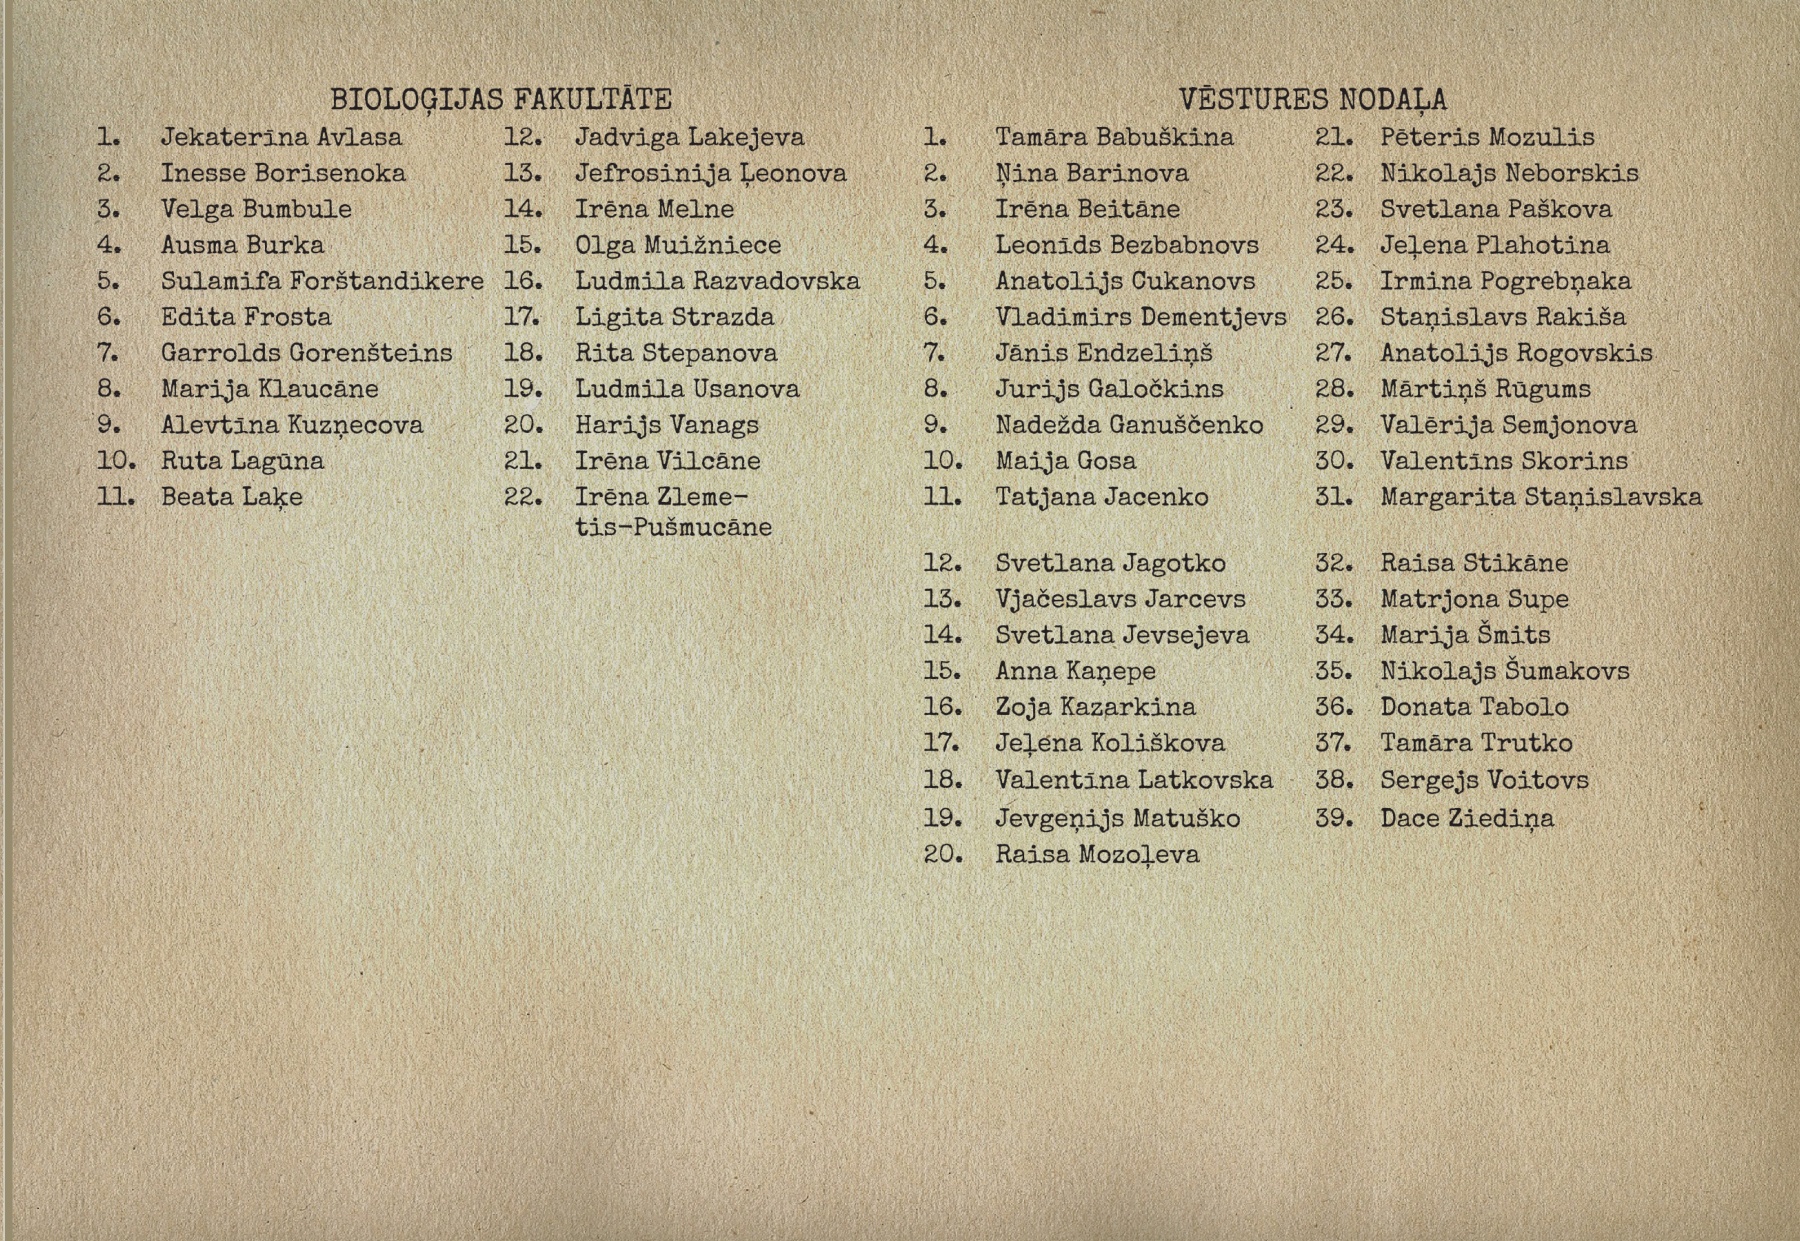 BIOLOĢIJAS FAKULTĀTE
1. Jekaterīna Avlasa
2. Inesse Borisenoka
3. Velga Bumbule
4. Ausma Burka
5. Sulamifa Forštandikere
6. Edita Frosta
7. Garrolds Gorenšteins
8. Marija Klaucāne
9. Alevtīna Kuzņecova
10. Ruta Lagūna
11. Beata Laķe
12. Jadviga Lakejeva
13. Jefrosinija Ļeonova
14. Irēna Melne
15. Olga Muižniece
16. Ludmila Razvadovska
17. Ligita Strazda
18. Rita Stepanova
19. Ludmila Usanova
20. Harijs Vanags
21. Irēna Vilcāne
22. Irēna Zleme-
tis-Pušmucāne
VĒSTURES NODAĻA
1. Tamāra Babuškina
2. Ņina Barinova
3. Irēna Beitāne
4. Leonīds Bezbabnovs
5. Anatolijs Cukanovs
6. Vladimirs Dementjevs
7. Jānis Endzeliņš
8. Jurijs Galočkins
9. Nadežda Ganuščenko
10. Maija Gosa
11. Tatjana Jacenko
12. Svetlana Jagotko
13. Vjačeslavs Jarcevs
14. Svetlana Jevsejeva
15. Anna Kaņepe
16. Zoja Kazarkina
17. Jeļena Koliškova
18. Valentīna Latkovska
19. Jevgeņijs Matuško
20. Raisa Mozoļeva
21. Pēteris Mozulis
22. Nikolajs Neborskis
23. Svetlana Paškova
24. Jeļena Plahotina
25. Irmina Pogrebņaka
26. Staņislavs Rakiša
27. Anatolijs Rogovskis
28. Mārtiņš Rūgums
29. Valērija Semjonova
30. Valentīns Skorins
31. Margarita Staņislavska
32. Raisa Stikāne
33. Matrjona Supe
34. Marija Šmits
35. Nikolajs Šumakovs
36. Donata Tabolo
37. Tamāra Trutko
38. Sergejs Voitovs
39. Dace Ziediņa